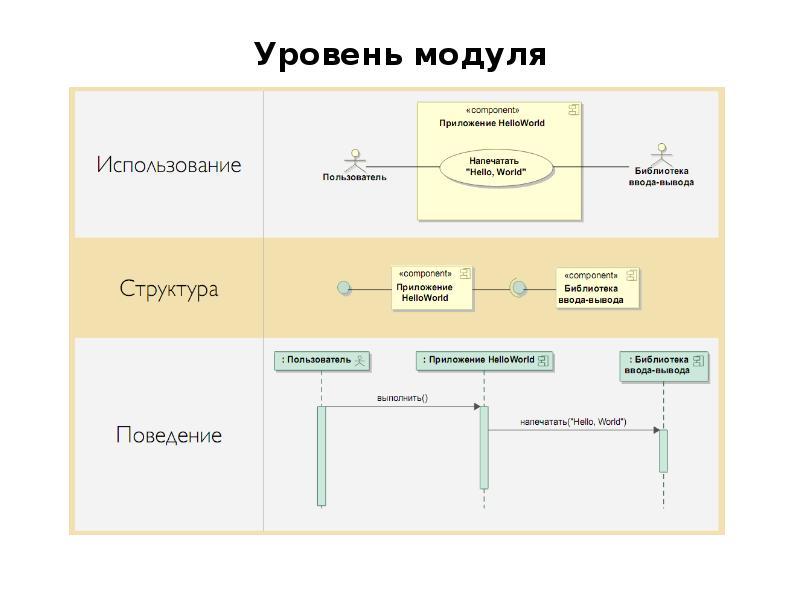 Уровень модуля
Использование
«component»
Приложение HelloWorld
Напечатать
"Hello, World"
Пользователь
Библиотека
ввода-вывода
Структура
«component»
Приложение
HelloWorld
«component»
Библиотека
ввода-вывода
Поведение
: Пользователь
: Приложение HelloWorld
: Библиотека
ввода-вывода
выполнить()
напечатать("Hello, World")